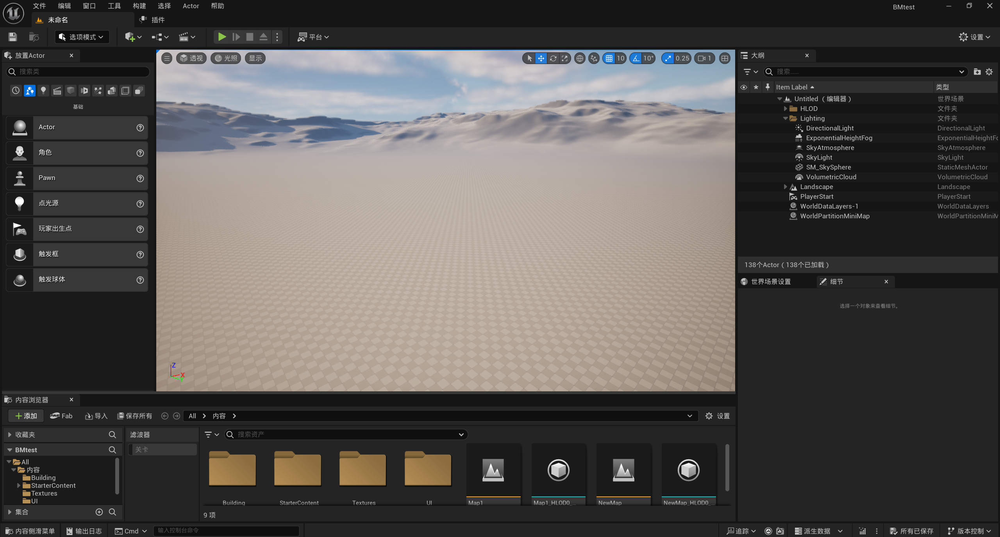 文件 编辑 窗口 工具 构建 选择 Actor 帮助 BMtest
未命名 插件
选项模式 平台 设置
放置Actor
搜索类
基础
Actor
角色
Pawn
点光源
玩家出生点
触发框
触发球体
透视 光照 显示 10 10° 0.25 1
Z
X
Y
大纲
搜索……
Item Label 类型
Untitled （编辑器） 世界场景
HLOD 文件夹
Lighting 文件夹
DirectionalLight DirectionalLight
ExponentialHeightFog ExponentialHeightFo
SkyAtmosphere SkyAtmosphere
SkyLight SkyLight
SM_SkySphere StaticMeshActor
VolumetricCloud VolumetricCloud
Landscape Landscape
PlayerStart PlayerStart
WorldDataLayers-1 WorldDataLayers
WorldPartitionMiniMap WorldPartitionMiniM
138个Actor（138个已加载）
世界场景设置 细节
选择一个对象来查看细节。
内容浏览器
添加 Fab 导入 保存所有 All 内容 设置
收藏夹
BMtest
All
内容
Building
StarterContent
Textures
UI
集合
滤波器
关卡
搜索资产
Building StarterContent Textures UI Map1 Map1_HLOD0_... NewMap NewMap_HLOD0_...
9 项
内容侧滑菜单 输出日志 Cmd 输入控制台命令 追踪 派生数据 所有已保存 版本控制